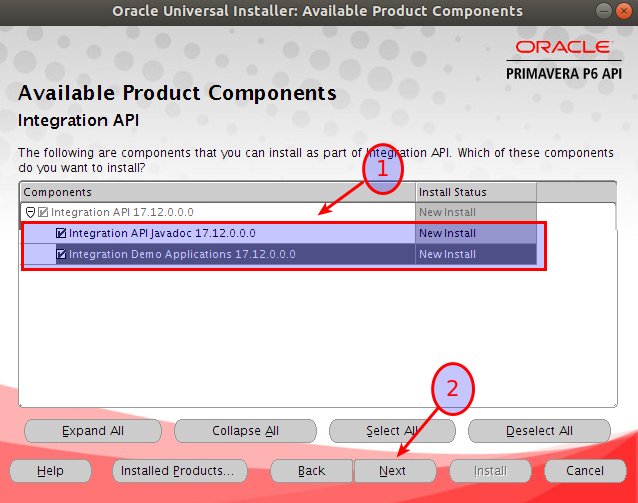 Oracle Universal Installer: Available Product Components
ORACLE
PRIMAVERA P6 API
Available Product Components
Integration API
The following are components that you can install as part of Integration API. Which of these components
do you want to install?
1
Components Install Status
Integration API 17.12.0.0.0 New Install
Integration API Javadoc 17.12.0.0.0 New Install
Integration Demo Applications 17.12.0.0.0 New Install
2
Expand All Collapse All Select All Deselect All
Help Installed Products... Back Next Install Cancel